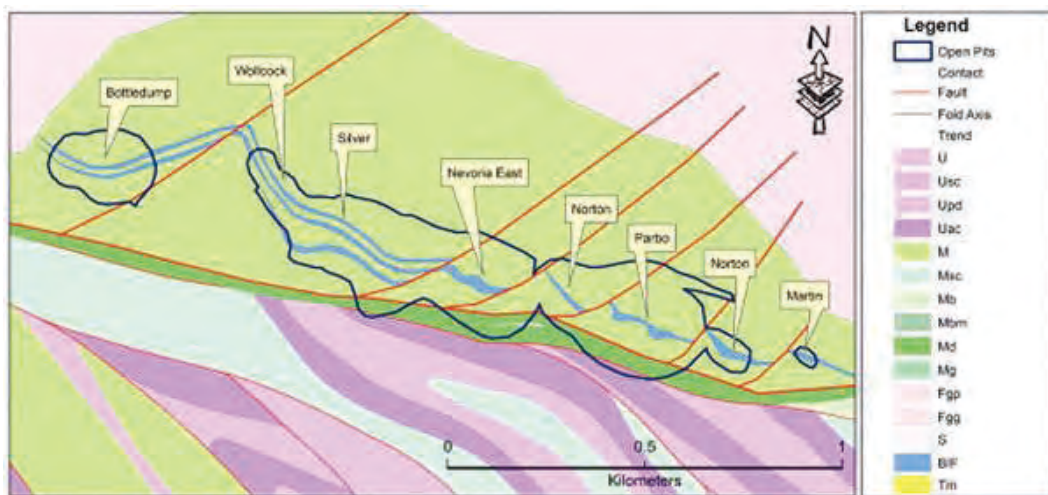 N
Wollcock
Bottledump
Silver
Nevoria East
Norton
Parbo
Norton
Martin
0
0.5
1
Kilometers
Legend
Open Pits
Contact
Fault
Fold Axis
Trend
U
Usc
Upd
Uac
M
Msc
Mb
Mbm
Md
Mg
Fgp
Fgg
S
BIF
Tm